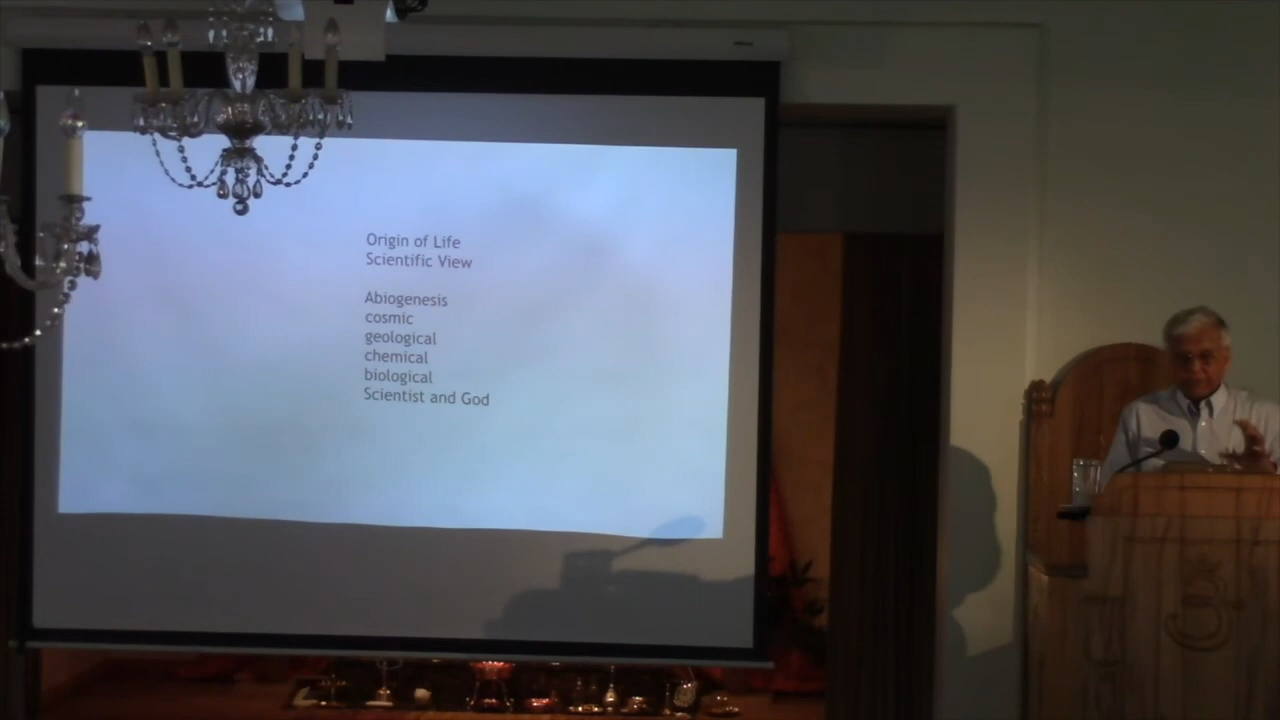 Origin of Life
Scientific View
Abiogenesis
cosmic
geological
chemical
biological
Scientist and God